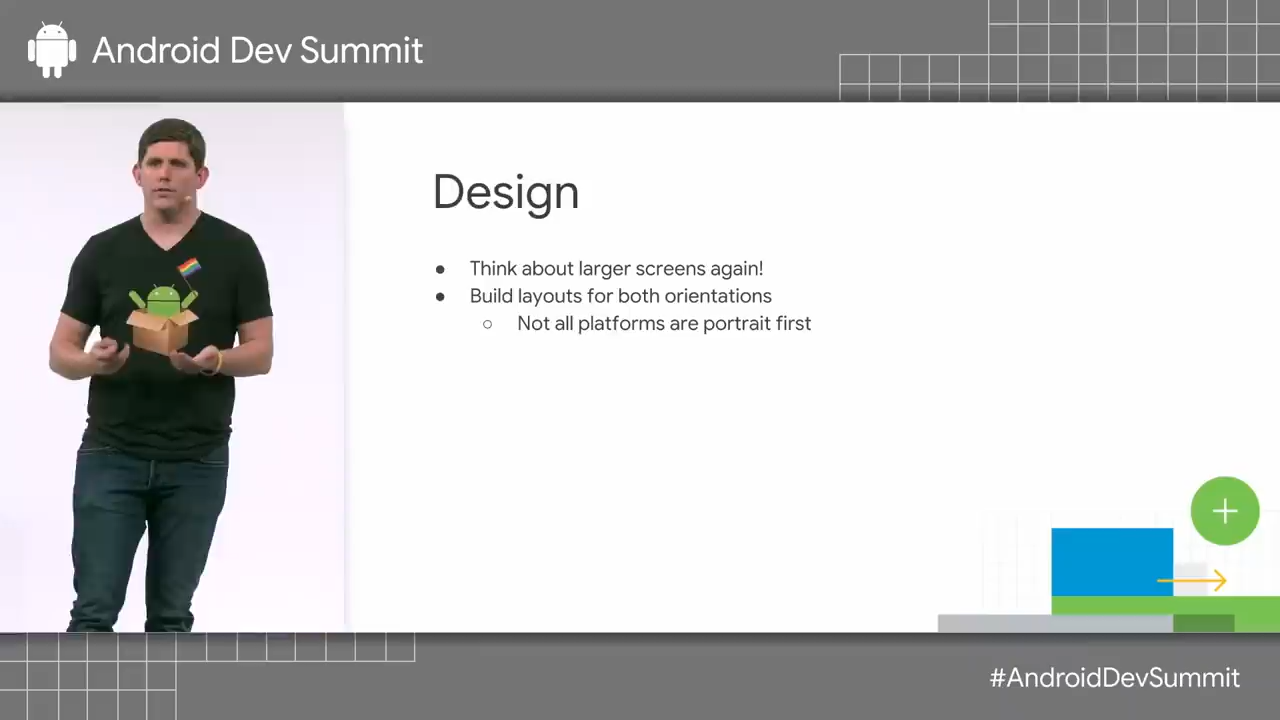 Android Dev Summit
Design
● Think about larger screens again!
● Build layouts for both orientations
○ Not all platforms are portrait first
#AndroidDevSummit